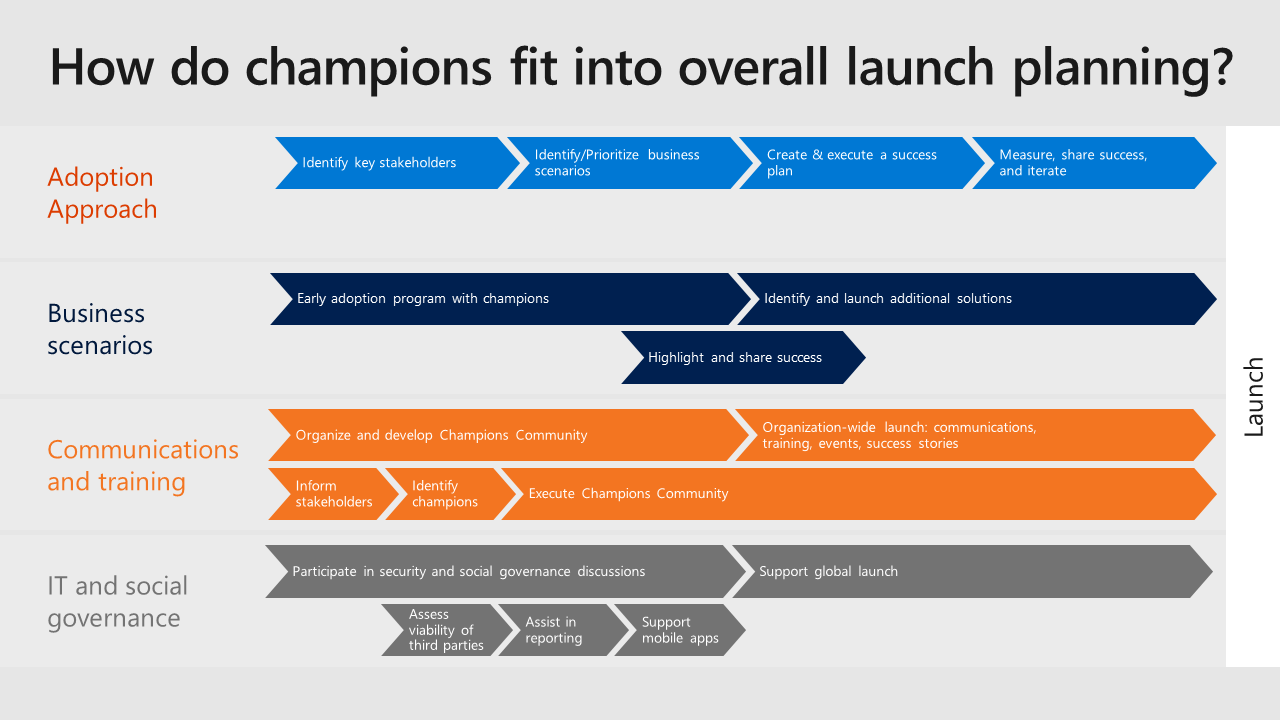 How do champions fit into overall launch planning?
Adoption
Approach
Identify key stakeholders
Identify/Prioritize business
scenarios
Create & execute a success
plan
Measure, share success,
and iterate
Business
scenarios
Early adoption program with champions
Identify and launch additional solutions
Highlight and share success
Launch
Communications
and training
Organize and develop Champions Community
Organization-wide launch: communications,
training, events, success stories
Inform
stakeholders
Identify
champions
Execute Champions Community
IT and social
governance
Participate in security and social governance discussions
Support global launch
Assess
viability of
third parties
Assist in
reporting
Support
mobile apps